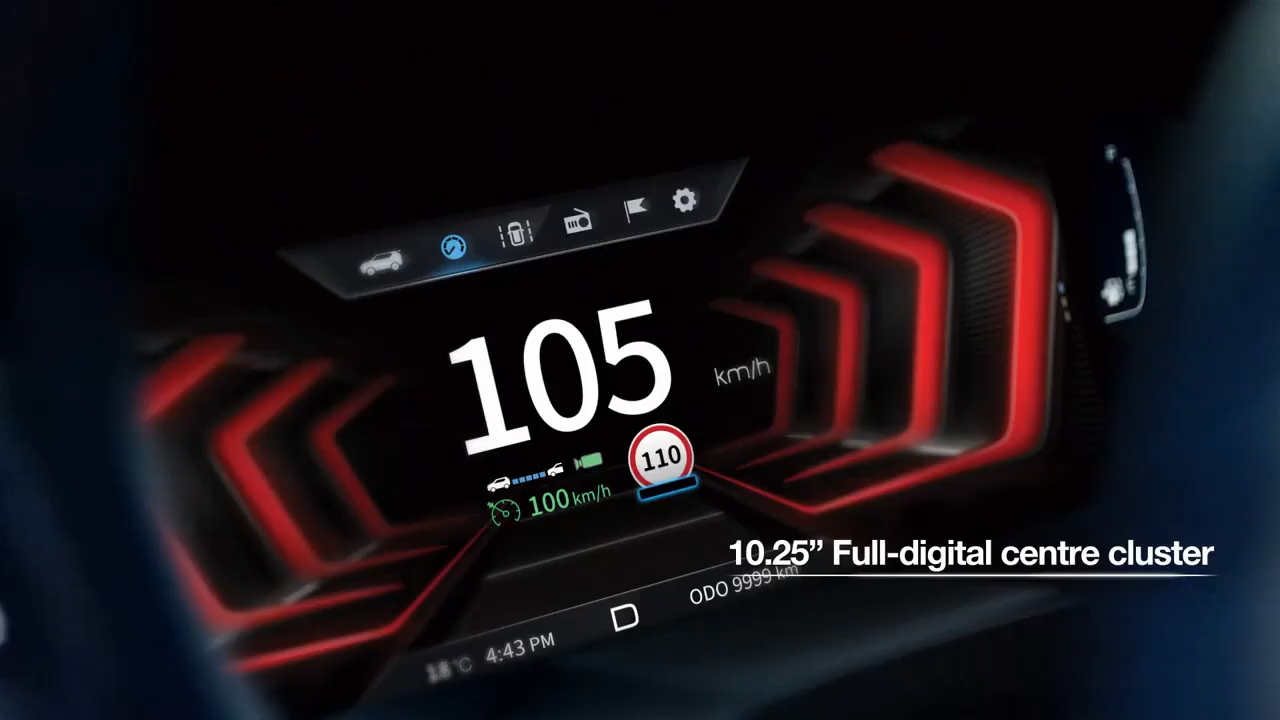 105 km/h
110
100 km/h
10.25” Full-digital centre cluster
ODO 9999 km
D
18°C 4:43 PM